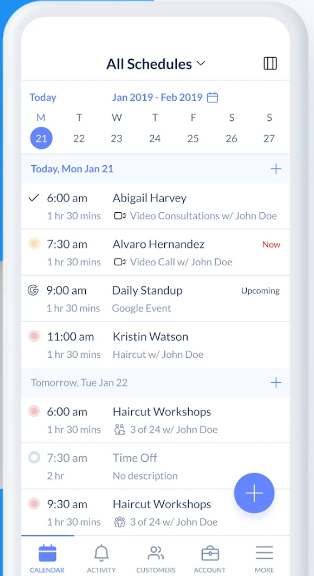 All Schedules
Today Jan 2019 - Feb 2019
M T W T F S S
21 22 23 24 25 26 27
Today, Mon Jan 21
6:00 am Abigail Harvey
1 hr 30 mins Video Consultations w/ John Doe
7:30 am Alvaro Hernandez Now
1 hr 30 mins Video Call w/ John Doe
9:00 am Daily Standup Upcoming
1 hr 30 mins Google Event
11:00 am Kristin Watson
1 hr 30 mins Haircut w/ John Doe
Tomorrow, Tue Jan 22
6:00 am Haircut Workshops
1 hr 30 mins 3 of 24 w/ John Doe
7:30 am Time Off
2 hr No description
9:30 am Haircut Workshops
1 hr 30 mins 3 of 24 w/ John Doe
CALENDAR ACTIVITY CUSTOMERS ACCOUNT MORE